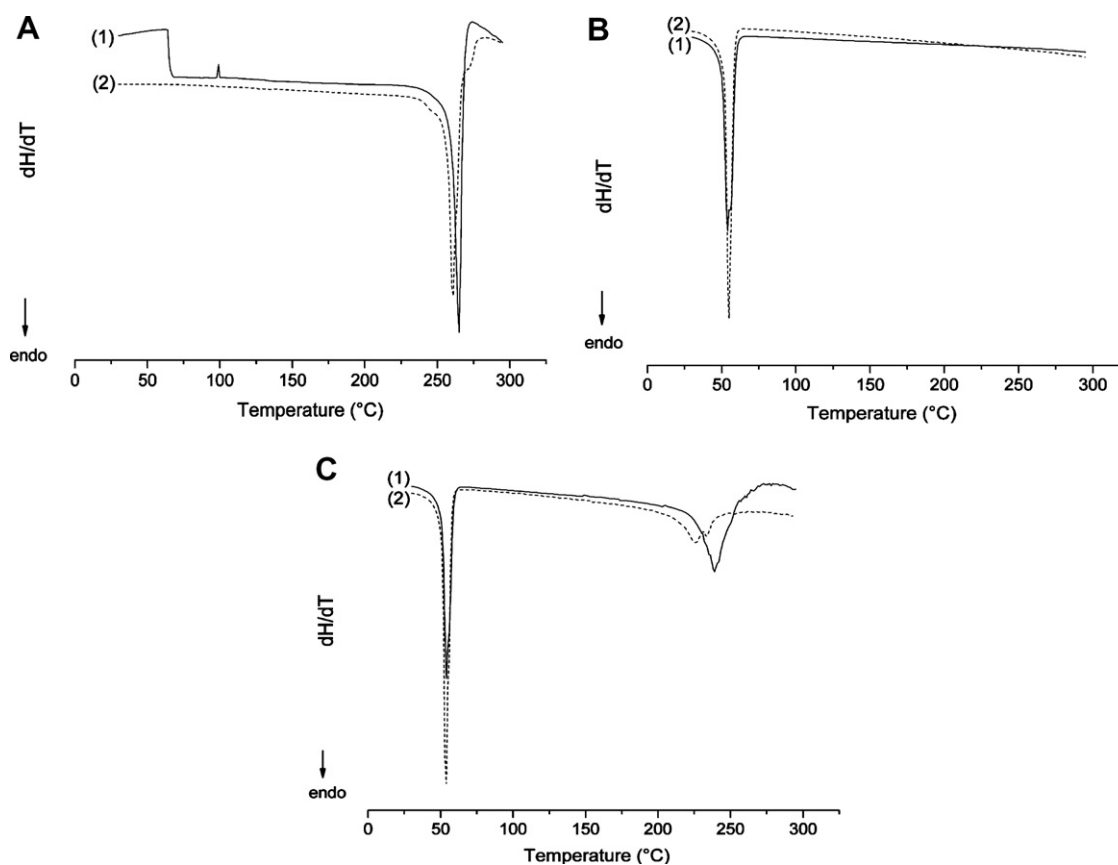 A
(1)
(2)
dH/dT
endo
0 50 100 150 200 250 300
Temperature (°C)
B
(2)
(1)
dH/dT
endo
0 50 100 150 200 250 300
Temperature (°C)
C
(1)
(2)
dH/dT
endo
0 50 100 150 200 250 300
Temperature (°C)